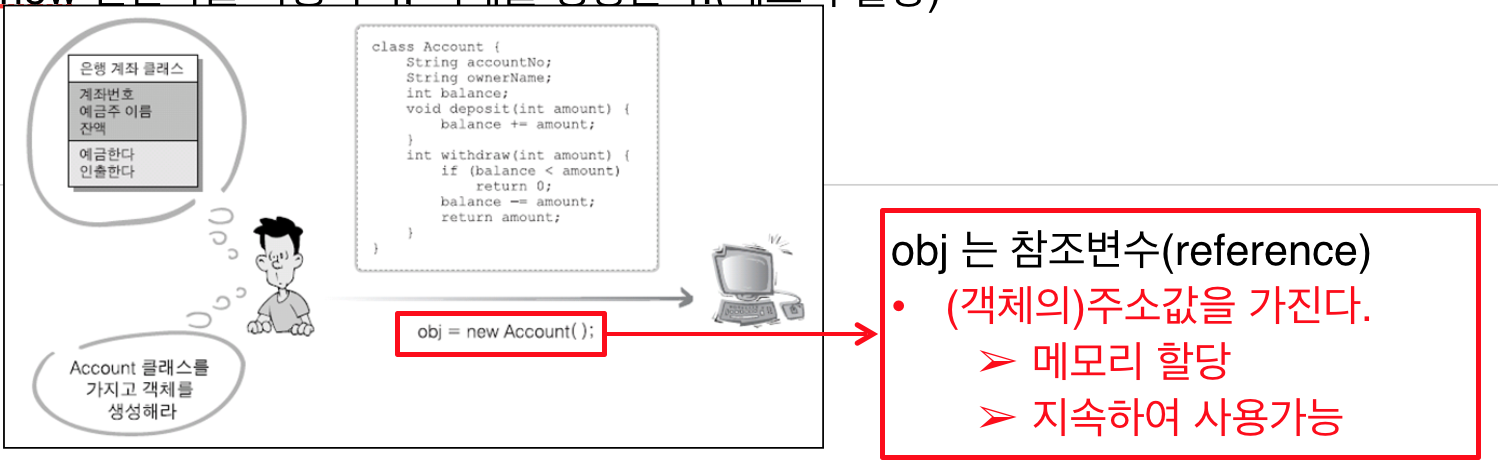 은행 계좌 클래스
계좌번호
예금주 이름
잔액
예금한다
인출한다
class Account {
String accountNo;
String ownerName;
int balance;
void deposit(int amount) {
balance += amount;
}
int withdraw(int amount) {
if (balance < amount)
return 0;
balance -= amount;
return amount;
}
}
obj = new Account( );
Account 클래스를
가지고 객체를
생성해라
obj 는 참조변수(reference)
• (객체의)주소값을 가진다.
➢ 메모리 할당
➢ 지속하여 사용가능